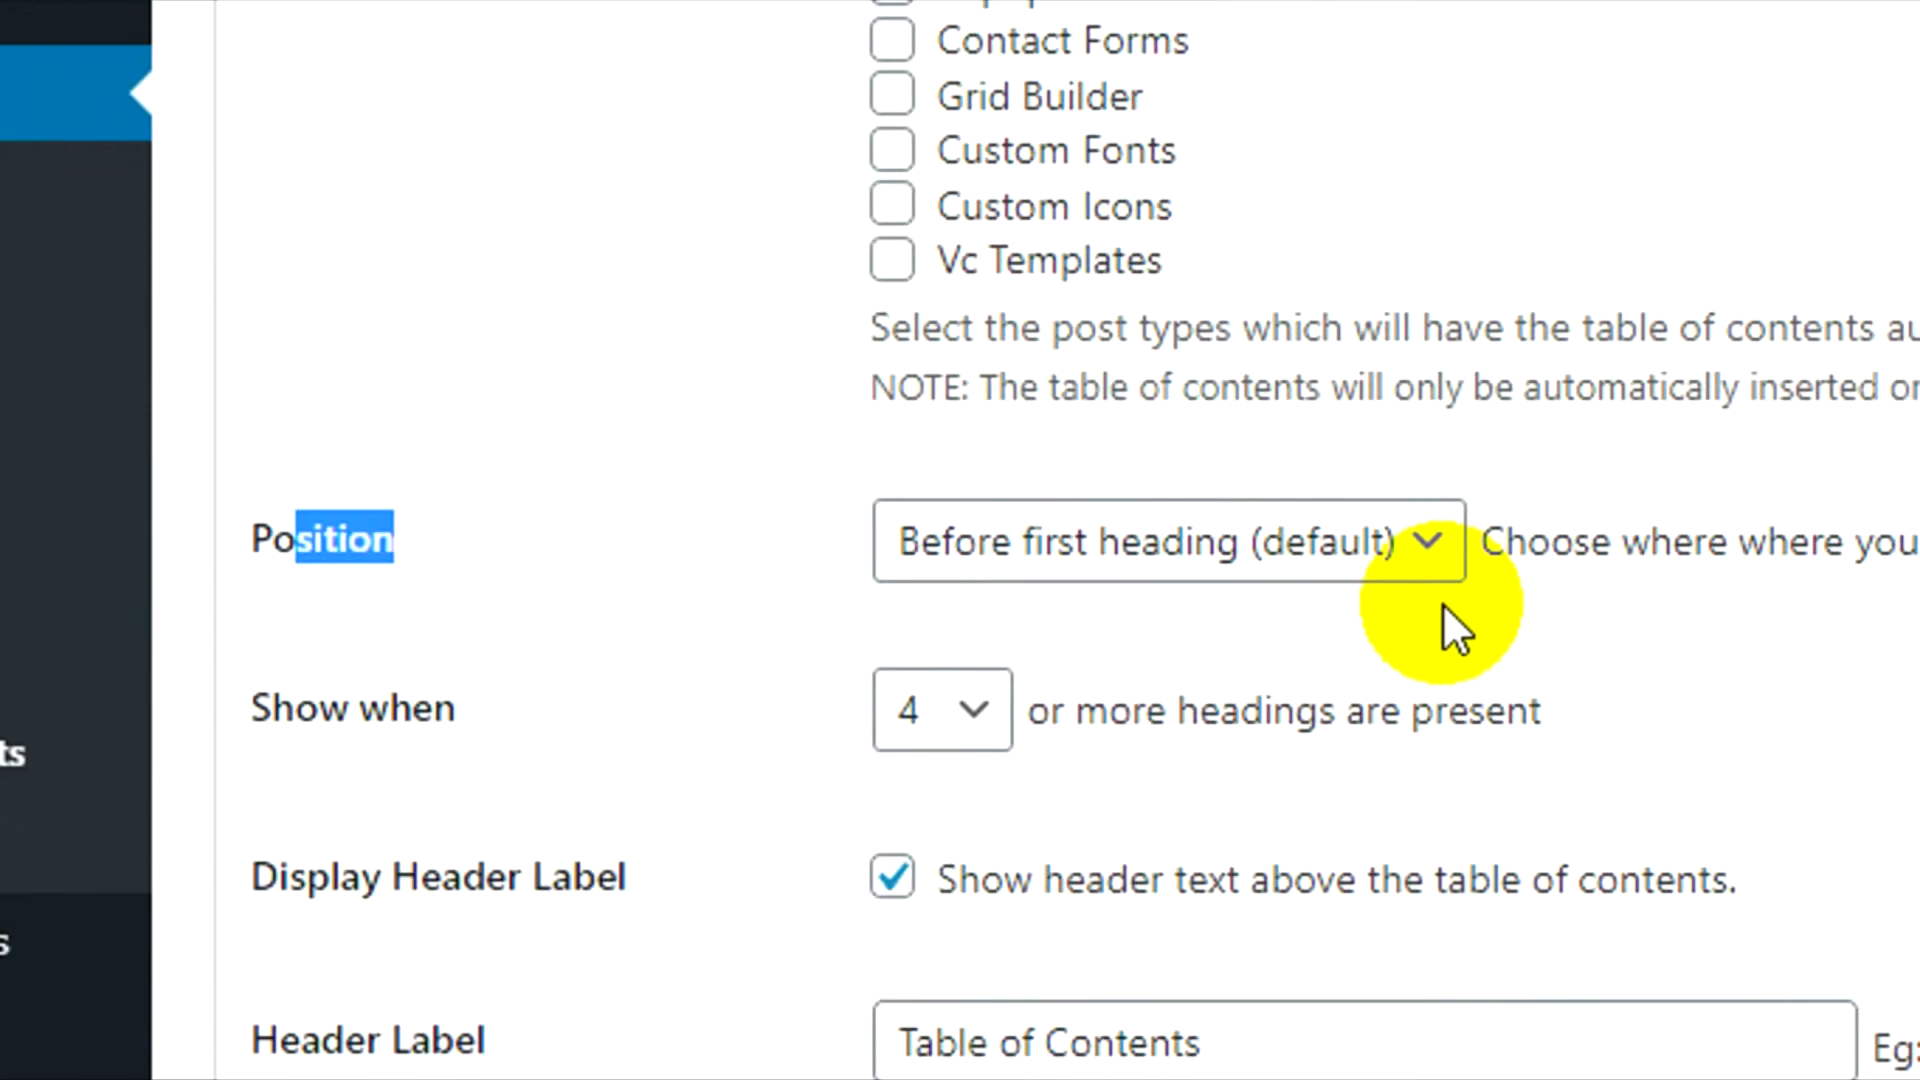 Contact Forms
Grid Builder
Custom Fonts
Custom Icons
Vc Templates
Select the post types which will have the table of contents
NOTE: The table of contents will only be automatically inserted
Position
Before first heading (default) Choose where where you
Show when
4 or more headings are present
ts
Display Header Label
Show header text above the table of contents.
s
Header Label
Table of Contents
Eg: